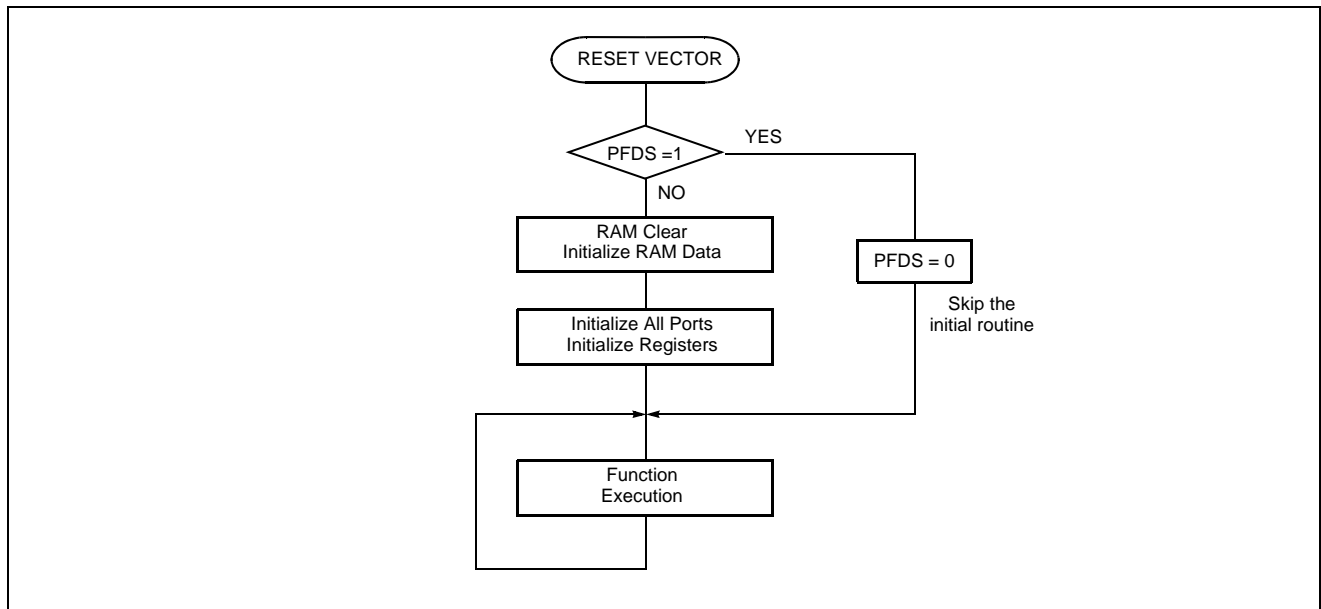 RESET VECTOR
YES
PFDS =1
NO
RAM Clear
Initialize RAM Data
PFDS = 0
Skip the
initial routine
Initialize All Ports
Initialize Registers
Function
Execution